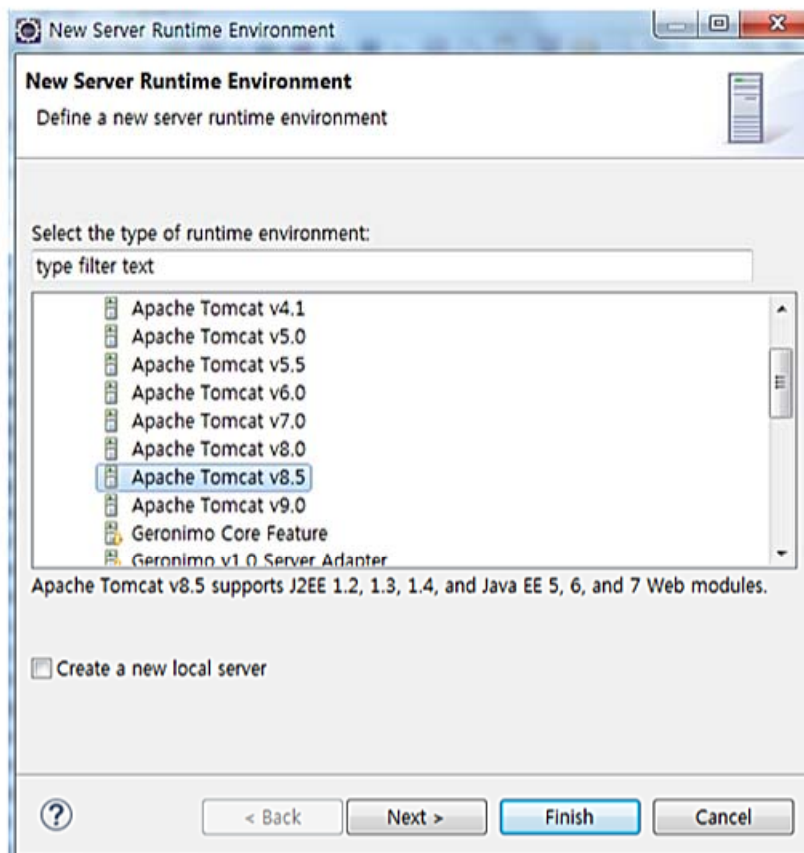 New Server Runtime Environment
New Server Runtime Environment
Define a new server runtime environment
Select the type of runtime environment:
type filter text
Apache Tomcat v4.1
Apache Tomcat v5.0
Apache Tomcat v5.5
Apache Tomcat v6.0
Apache Tomcat v7.0
Apache Tomcat v8.0
Apache Tomcat v8.5
Apache Tomcat v9.0
Geronimo Core Feature
Geronimo v1.0 Server Adapter
Apache Tomcat v8.5 supports J2EE 1.2, 1.3, 1.4, and Java EE 5, 6, and 7 Web modules.
Create a new local server
? < Back Next > Finish Cancel